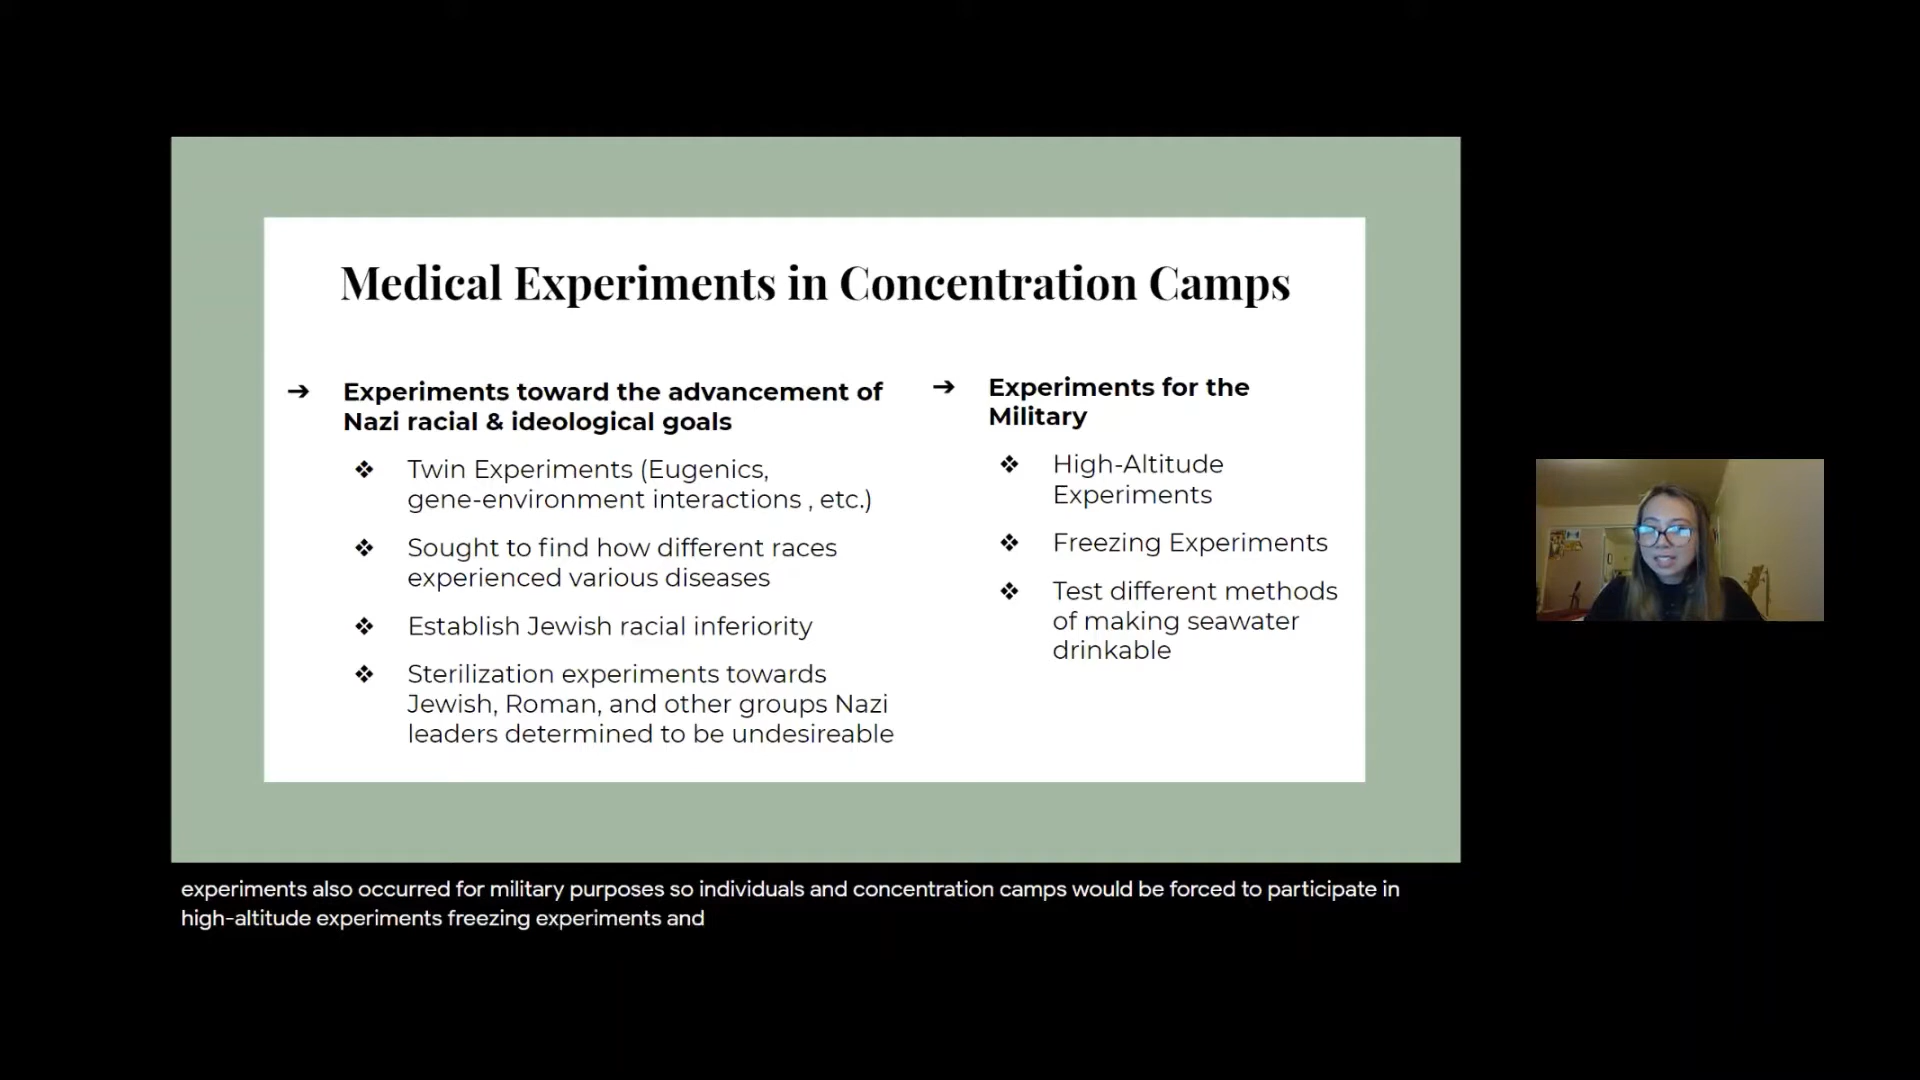 Medical Experiments in Concentration Camps
➔ Experiments toward the advancement of
Nazi racial & ideological goals
❖ Twin Experiments (Eugenics,
gene-environment interactions , etc.)
❖ Sought to find how different races
experienced various diseases
❖ Establish Jewish racial inferiority
❖ Sterilization experiments towards
Jewish, Roman, and other groups Nazi
leaders determined to be undesireable
➔ Experiments for the
Military
❖ High-Altitude
Experiments
❖ Freezing Experiments
❖ Test different methods
of making seawater
drinkable
experiments also occurred for military purposes so individuals and concentration camps would be forced to participate in
high-altitude experiments freezing experiments and